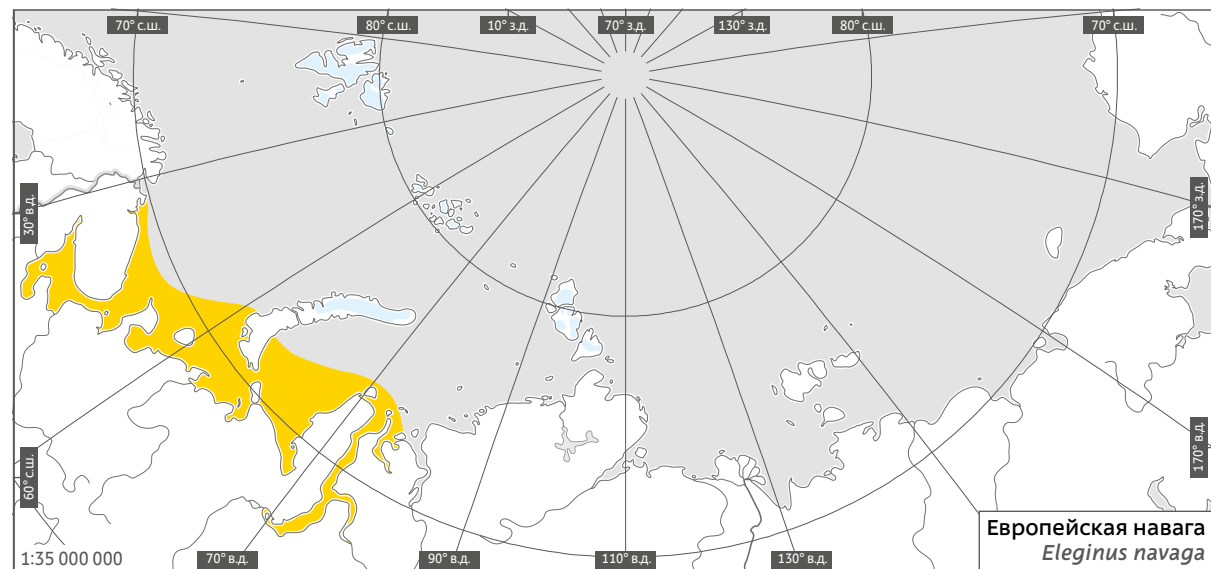 70° с.ш.
80° с.ш.
10° з.д.
70° з.д.
130° з.д.
80° с.ш.
70° с.ш.
30° в.д.
170° з.д.
60° с.ш.
170° в.д.
1:35 000 000
70° в.д.
90° в.д.
110° в.д.
130° в.д.
Европейская навага
Eleginus navaga